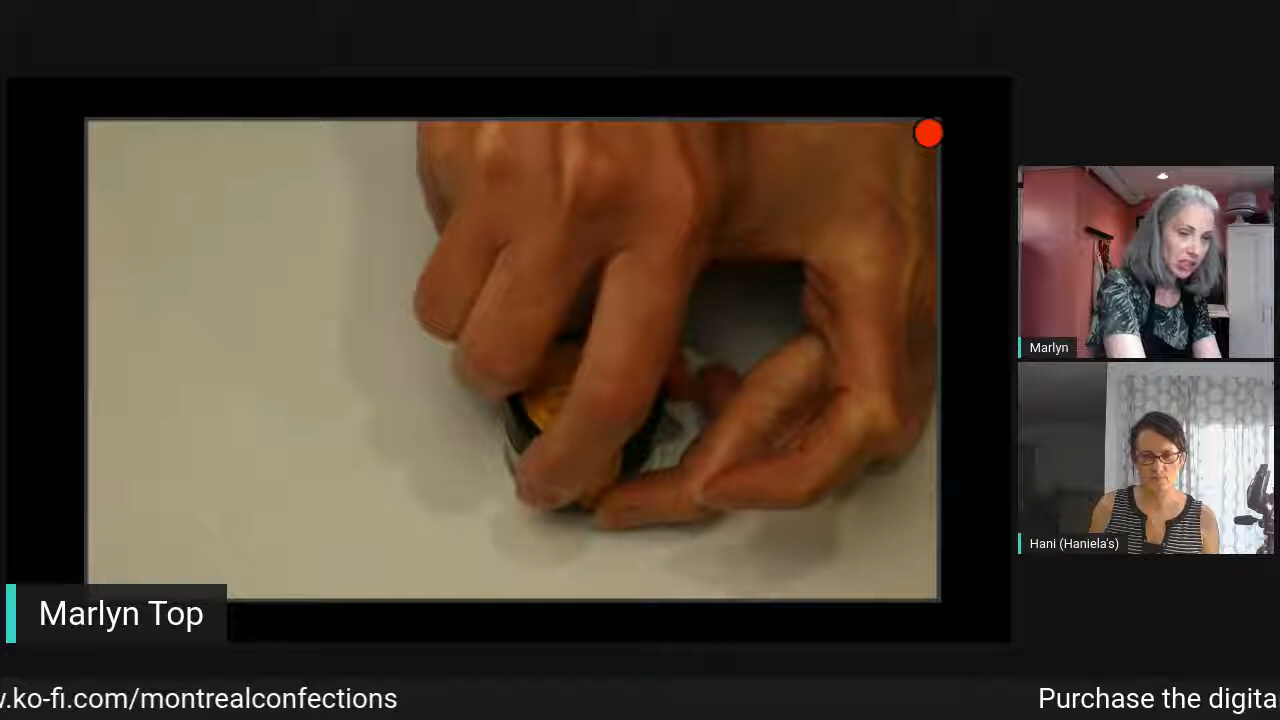 Marlyn
Hani (Haniela's)
Marlyn Top
.ko-fi.com/montrealconfections
Purchase the digita